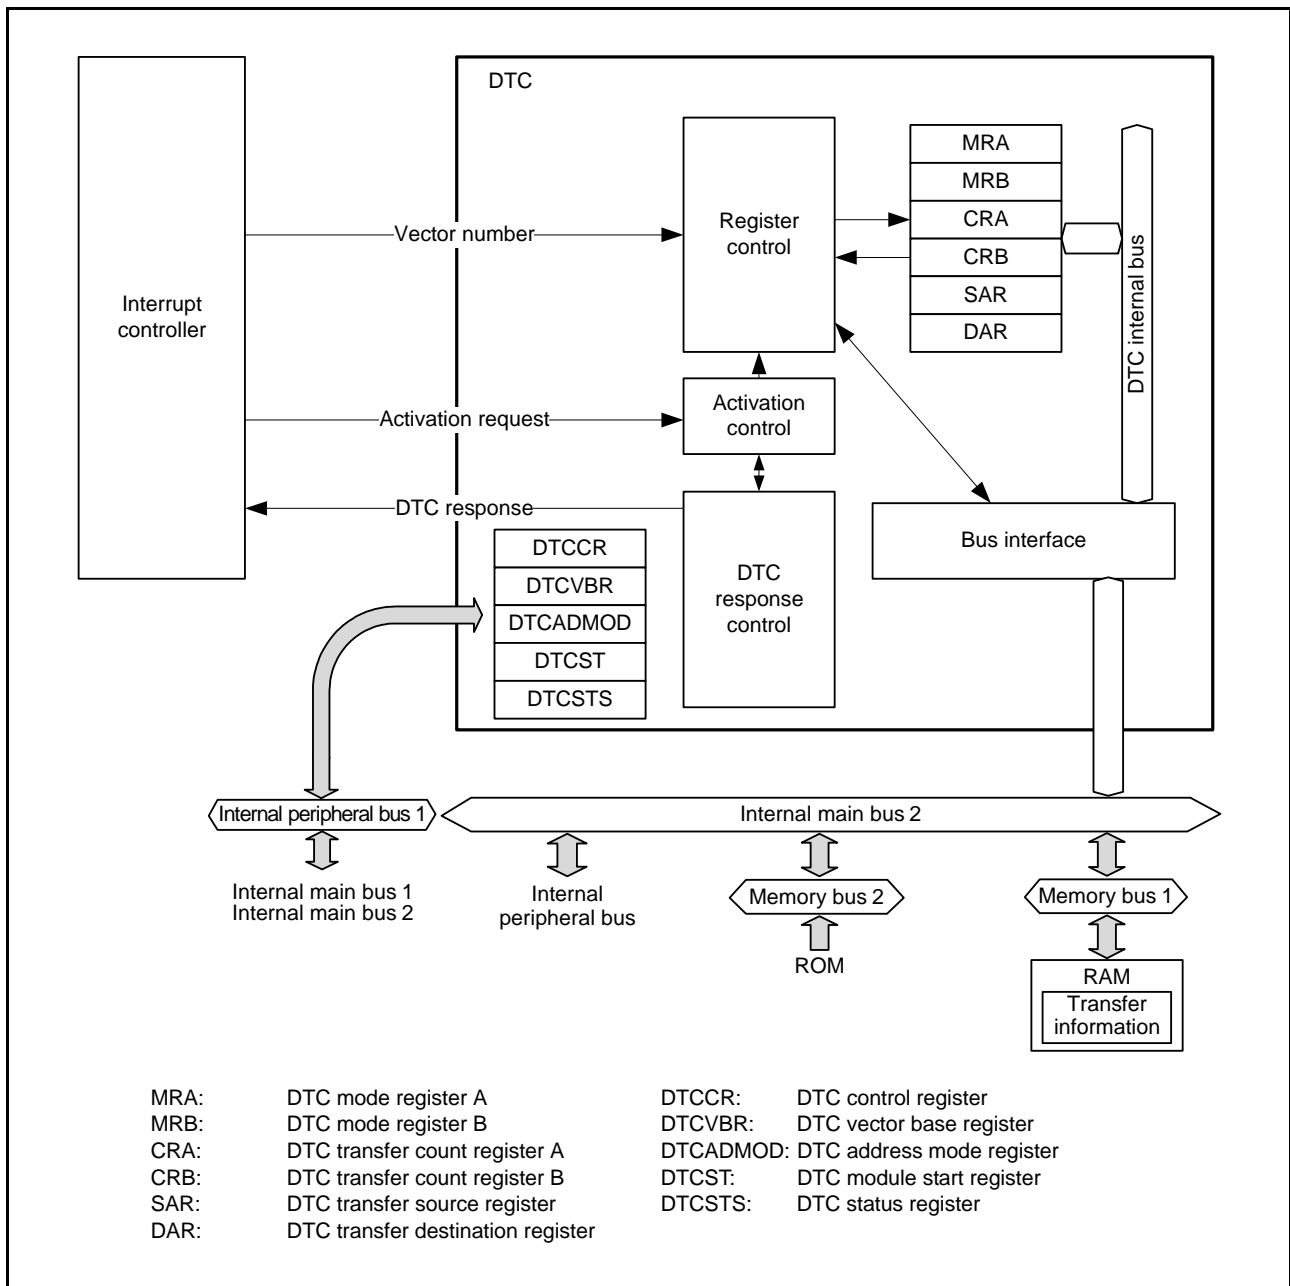 DTC
MRA
MRB
CRA
CRB
SAR
DAR
Register
control
Vector number
DTC internal bus
Interrupt
controller
Activation request
Activation
control
DTC response
Bus interface
DTCCR
DTCVBR
DTCADMOD
DTCST
DTCSTS
DTC
response
control
Internal peripheral bus 1
Internal main bus 2
Internal main bus 1
Internal main bus 2
Internal
peripheral bus
Memory bus 2
Memory bus 1
ROM
RAM
Transfer
information
MRA: DTC mode register A
MRB: DTC mode register B
CRA: DTC transfer count register A
CRB: DTC transfer count register B
SAR: DTC transfer source register
DAR: DTC transfer destination register
DTCCR: DTC control register
DTCVBR: DTC vector base register
DTCADMOD: DTC address mode register
DTCST: DTC module start register
DTCSTS: DTC status register